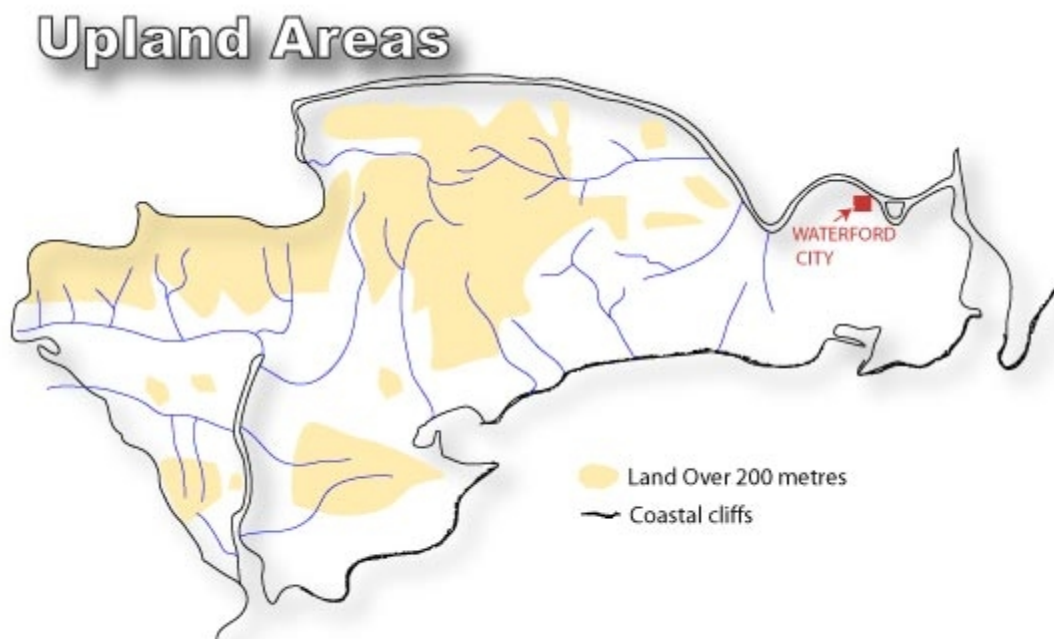 Upland Areas
WATERFORD
CITY
Land Over 200 metres
Coastal cliffs